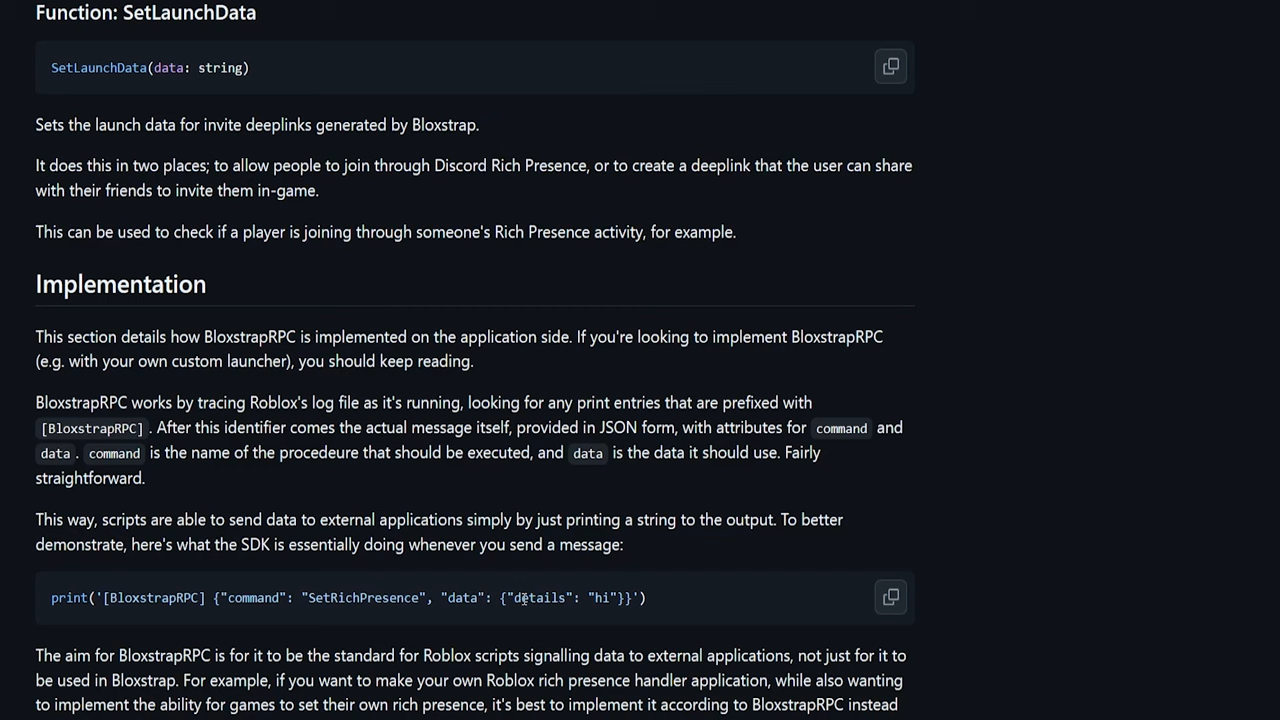 Function: SetLaunchData
SetLaunchData(data: string)
Sets the launch data for invite deeplinks generated by Bloxstrap.
It does this in two places; to allow people to join through Discord Rich Presence, or to create a deeplink that the user can share
with their friends to invite them in-game.
This can be used to check if a player is joining through someone's Rich Presence activity, for example.
Implementation
This section details how BloxstrapRPC is implemented on the application side. If you're looking to implement BloxstrapRPC
(e.g. with your own custom launcher), you should keep reading.
BloxstrapRPC works by tracing Roblox's log file as it's running, looking for any print entries that are prefixed with
[BloxstrapRPC] . After this identifier comes the actual message itself, provided in JSON form, with attributes for command and
data . command is the name of the procedeure that should be executed, and data is the data it should use. Fairly
straightforward.
This way, scripts are able to send data to external applications simply by just printing a string to the output. To better
demonstrate, here's what the SDK is essentially doing whenever you send a message:
print('[BloxstrapRPC] {"command": "SetRichPresence", "data": {"details": "hi"}}')
The aim for BloxstrapRPC is for it to be the standard for Roblox scripts signalling data to external applications, not just for it to
be used in Bloxstrap. For example, if you want to make your own Roblox rich presence handler application, while also wanting
to implement the ability for games to set their own rich presence, it's best to implement it according to BloxstrapRPC instead